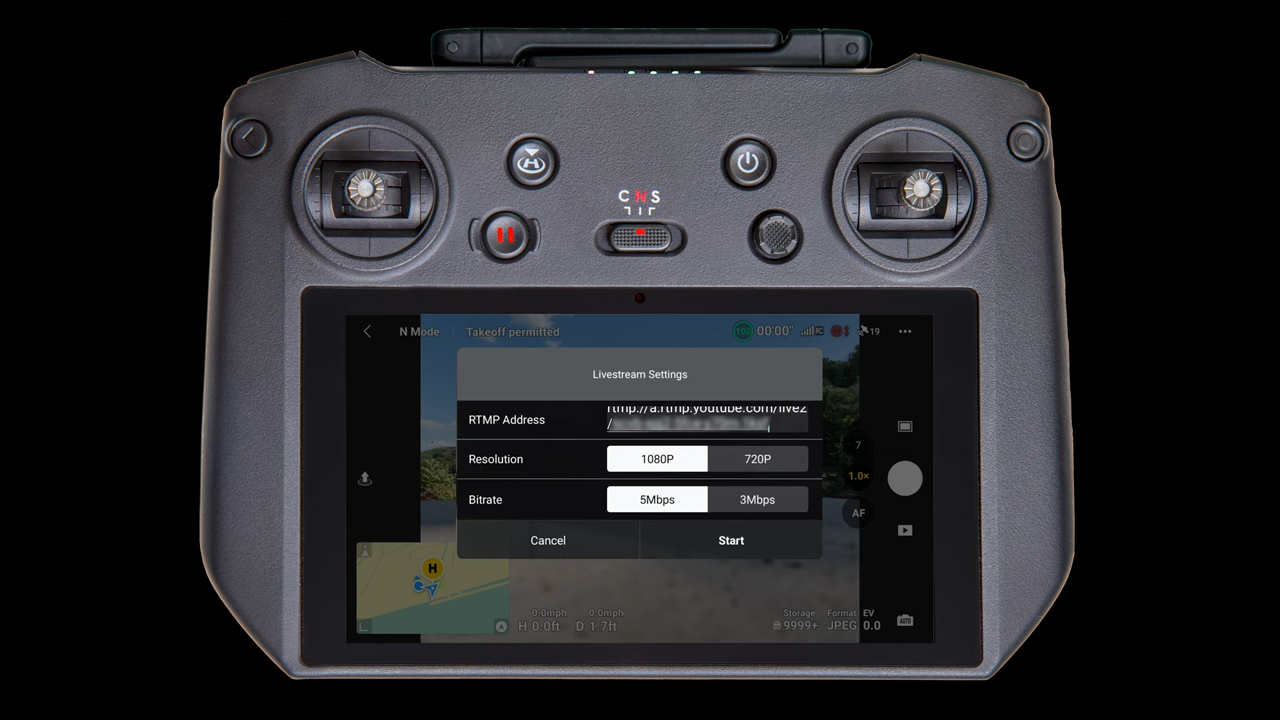 C N S
N Mode
Takeoff permitted
100
00'00"
RC
19
Livestream Settings
RTMP Address
rtmp://a.rtmp.youtube.com/live2
/
Resolution
1080P
720P
Bitrate
5Mbps
3Mbps
Cancel
Start
7
1.0×
AF
H
0.0mph
0.0mph
H 0.0ft
D 1.7ft
Storage
Format
EV
9999+
JPEG
0.0
AUTO